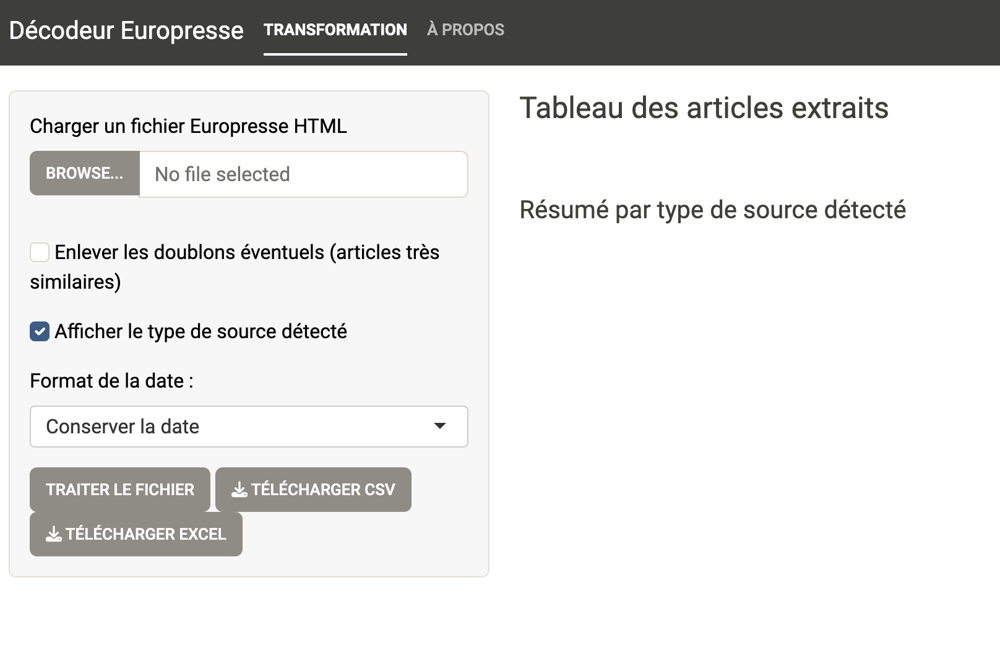 Décodeur Europresse TRANSFORMATION À PROPOS
Charger un fichier Europresse HTML
BROWSE... No file selected
Enlever les doublons éventuels (articles très
similaires)
Afficher le type de source détecté
Format de la date :
Conserver la date
TRAITER LE FICHIER TÉLÉCHARGER CSV
TÉLÉCHARGER EXCEL
Tableau des articles extraits
Résumé par type de source détecté